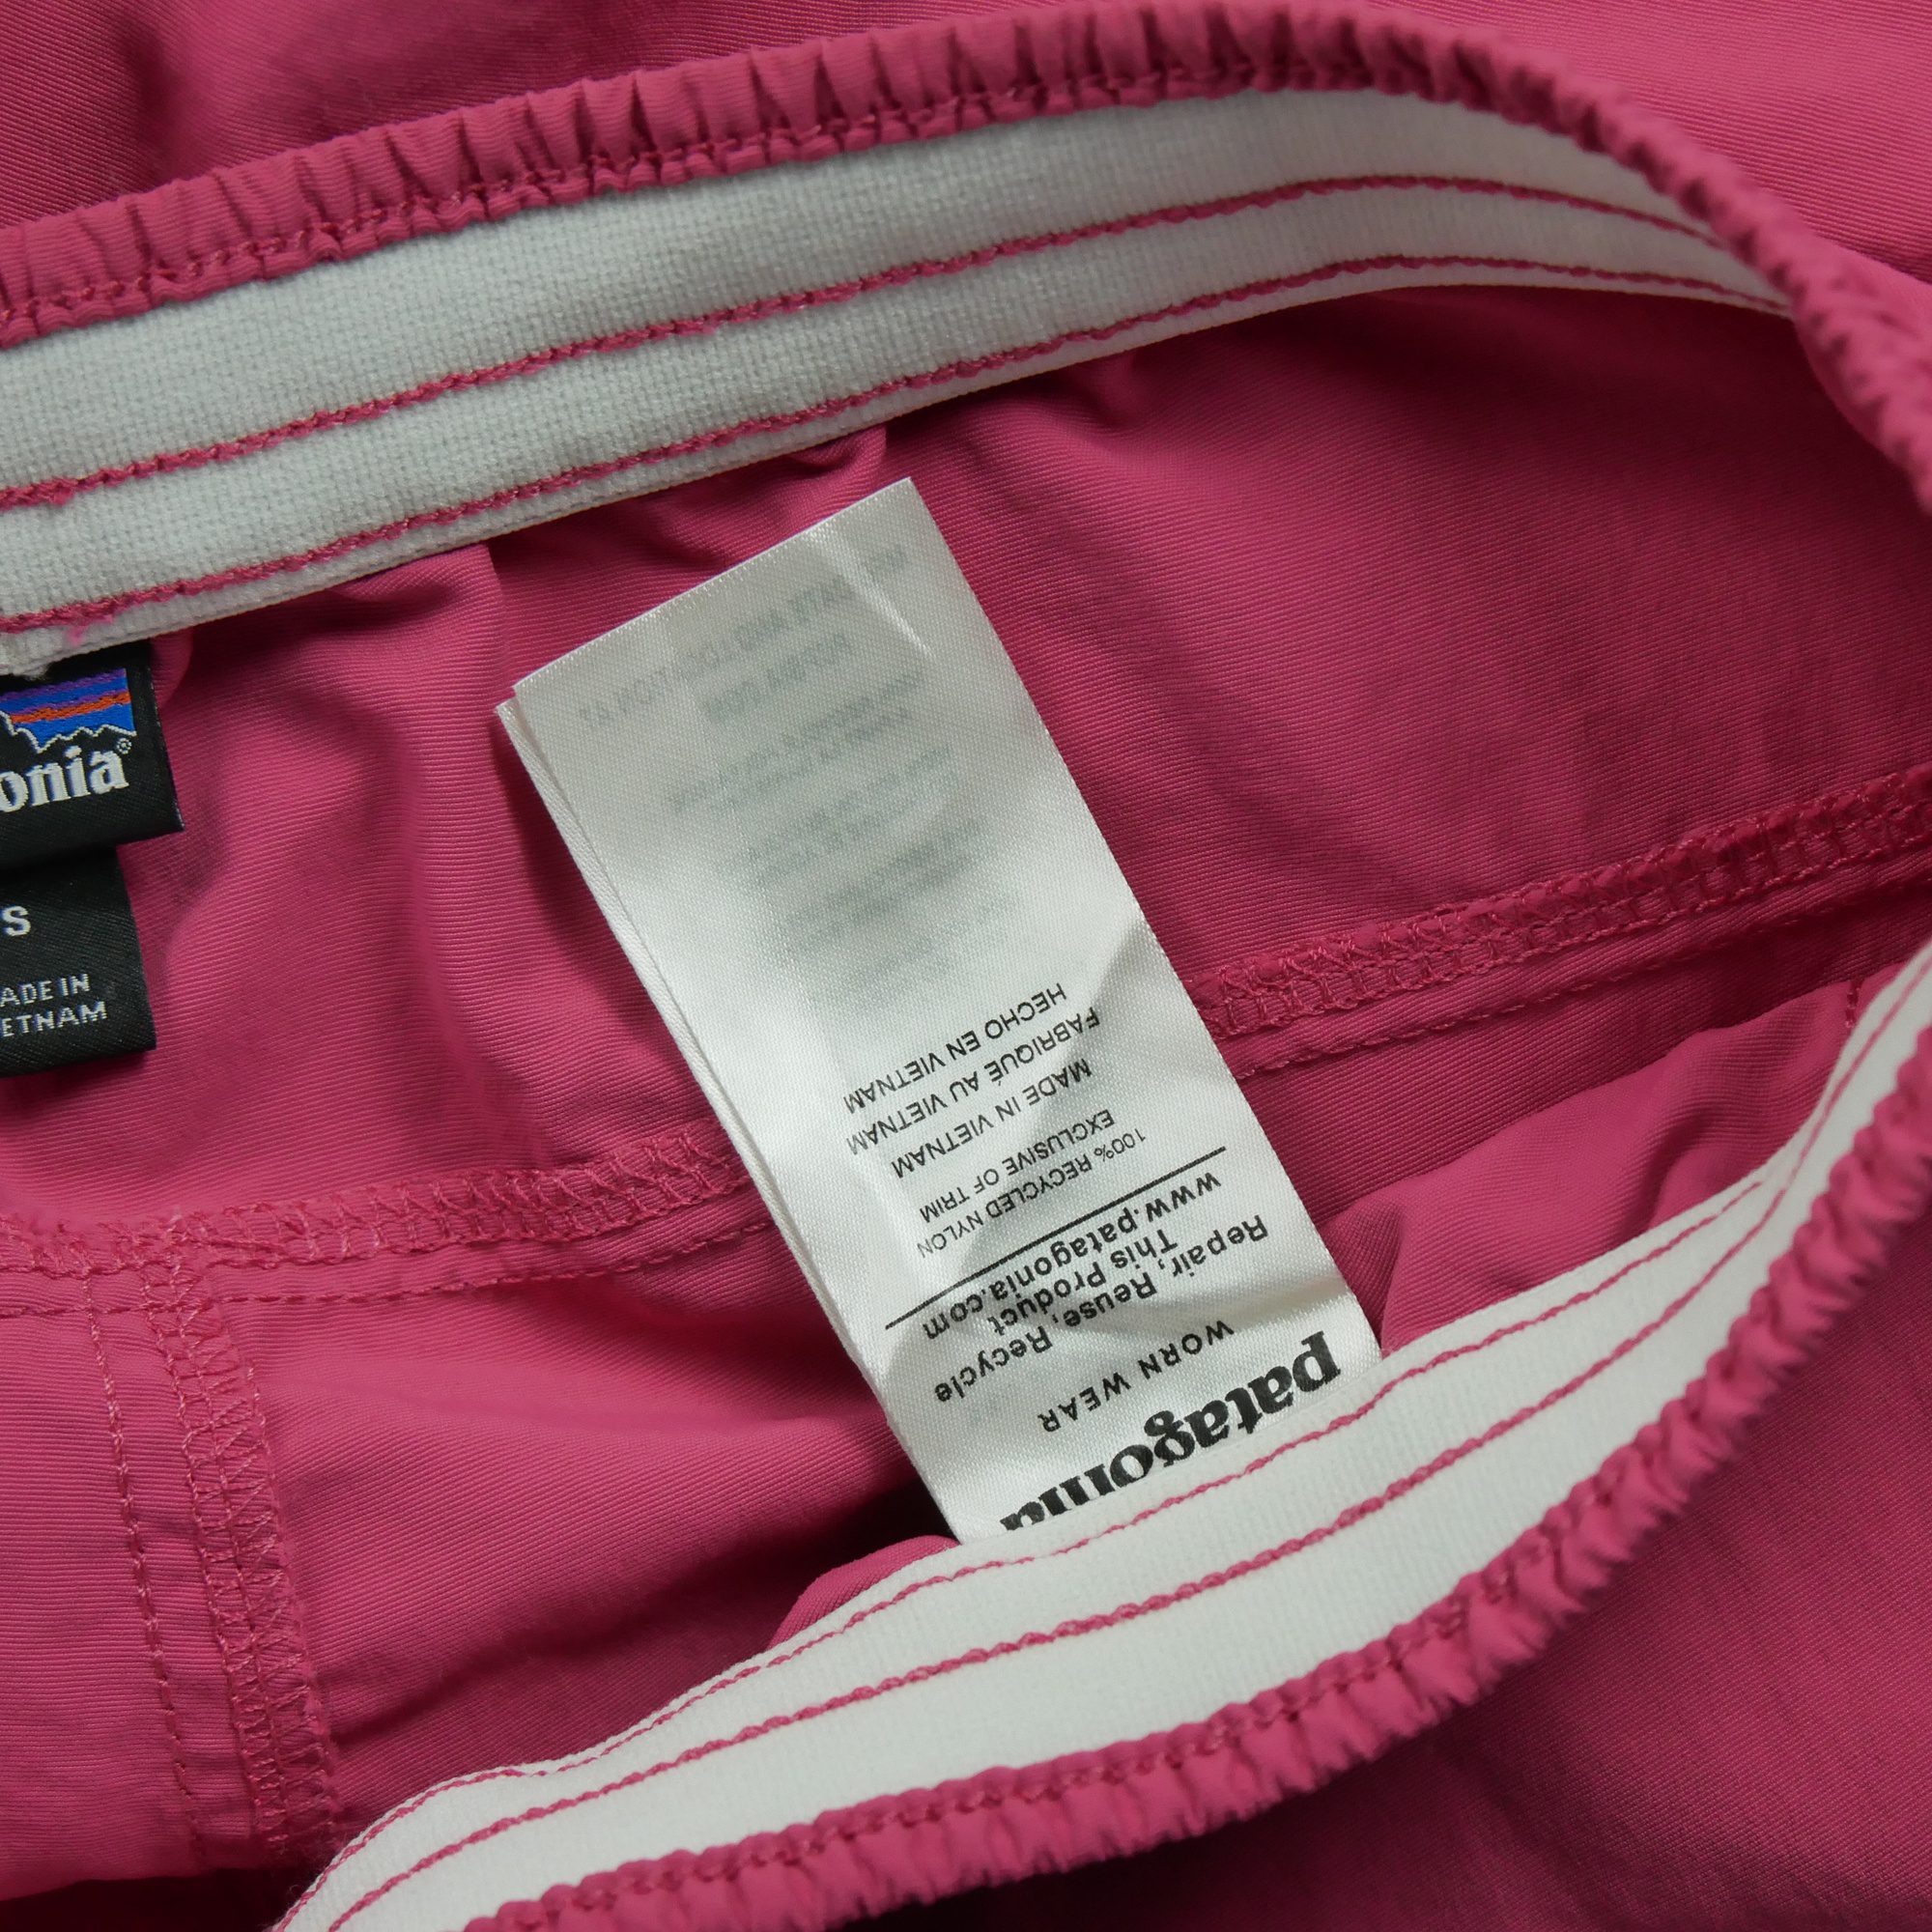 onia®
S
ADE IN
ETNAM
patagonia
WORN WEAR
Repair, Reuse, Recycle
This Product
www.patagonia.com
100% RECYCLED NYLON
EXCLUSIVE OF TRIM
MADE IN VIETNAM
FABRIQUÉ AU VIETNAM
HECHO EN VIETNAM